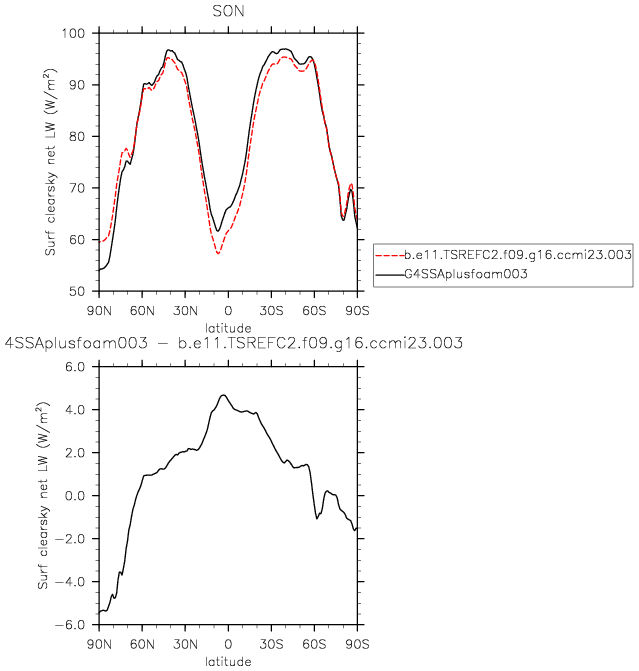 SON
Surf clearsky net LW (W/m²)
100
90
80
70
60
50
90N 60N 30N 0 30S 60S 90S
latitude
b.e11.TSREFC2.f09.g16.ccmi23.003
G4SSAplusfoam003
4SSAplusfoam003 − b.e11.TSREFC2.f09.g16.ccmi23.003
Surf clearsky net LW (W/m²)
6.0
4.0
2.0
0.0
−2.0
−4.0
−6.0
90N 60N 30N 0 30S 60S 90S
latitude